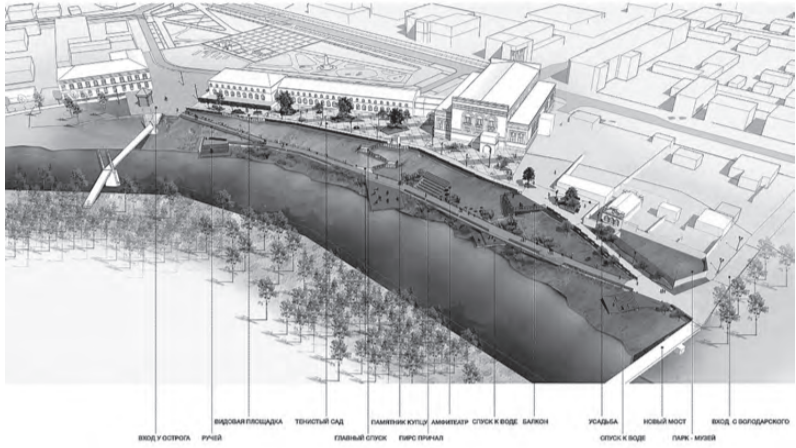 ВИДОВАЯ ПЛОЩАДКА ТЕНИСТЫЙ САД ПАМЯТНИК КУПЦУ АМФИТЕАТР СПУСК К ВОДЕ БАЛКОН УСАДЬБА НОВЫЙ МОСТ ВХОД С ВОЛОДАРСКОГО
ВХОД У ОСТРОГА РУЧЕЙ ГЛАВНЫЙ СПУСК ПИРС ПРИЧАЛ СПУСК К ВОДЕ ПАРК - МУЗЕЙ